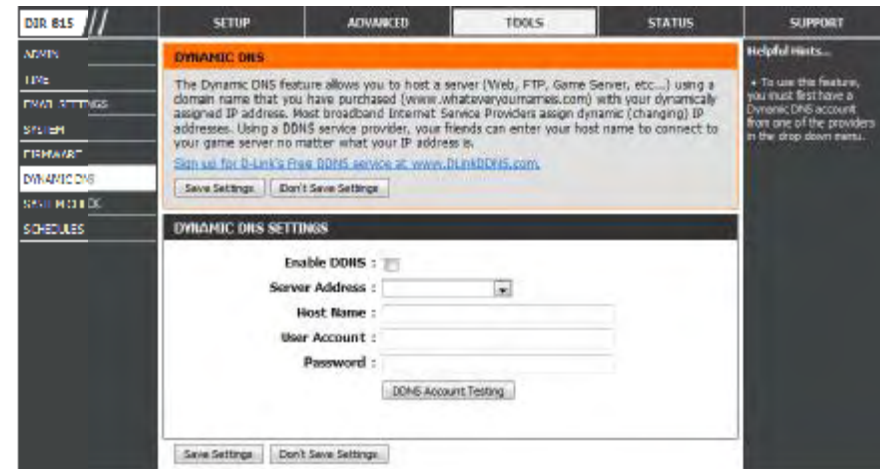 DIR 815
SETUP
ADVANCED
TOOLS
STATUS
SUPPORT
ADMIN
TIME
EMAIL SETTINGS
SYSTEM
FIRMWARE
DYNAMIC DNS
SYSTEM CHECK
SCHEDULES
DYNAMIC DNS
The Dynamic DNS feature allows you to host a server (Web, FTP, Game Server, etc...) using a
domain name that you have purchased (www.whateveryournameis.com) with your dynamically
assigned IP address. Most broadband Internet Service Providers assign dynamic (changing) IP
addresses. Using a DDNS service provider, your friends can enter your host name to connect to
your game server no matter what your IP address is.
Sign up for D-Link's Free DDNS service at www.DLinkDDNS.com.
Save Settings Don't Save Settings
DYNAMIC DNS SETTINGS
Enable DDNS :
Server Address :
Host Name :
User Account :
Password :
DDNS Account Testing
Save Settings Don't Save Settings
Helpful Hints...
• To use this feature,
you must first have a
Dynamic DNS account
from one of the providers
in the drop down menu.